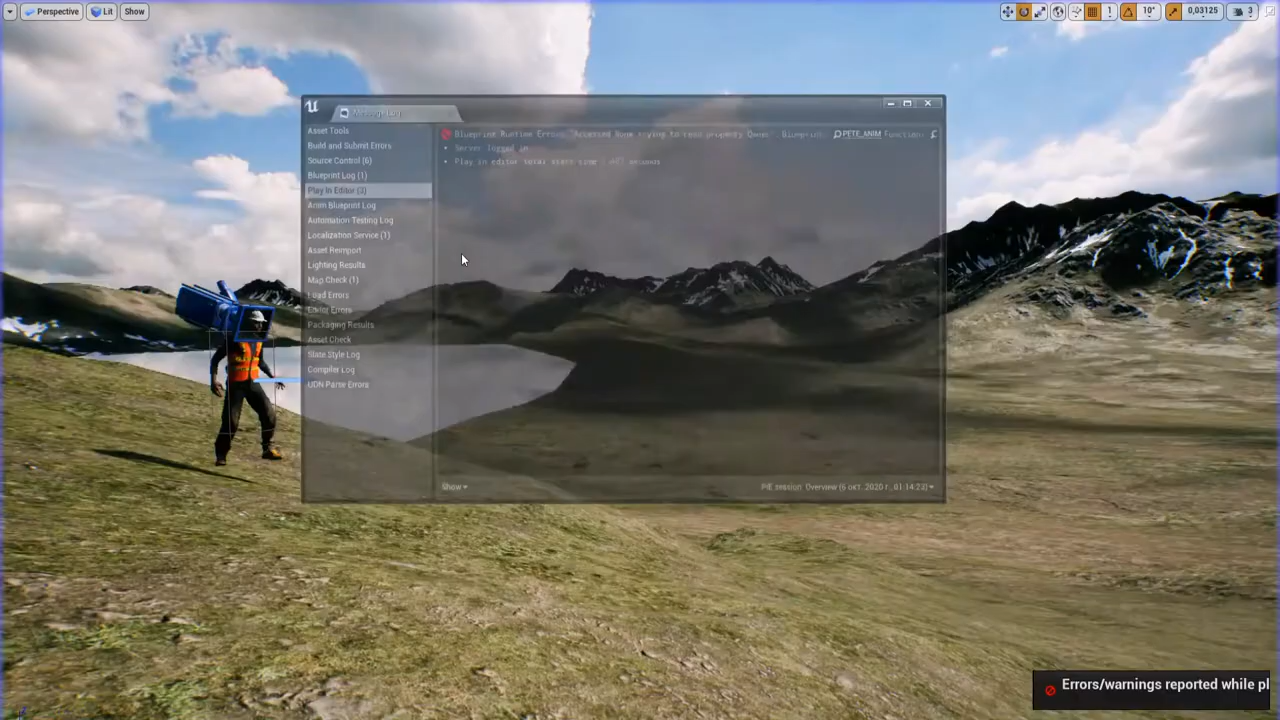 Perspective Lit Show 1 10° 0,03125 3
Message Log
Asset Tools
Build and Submit Errors
Source Control (6)
Blueprint Log (1)
Play In Editor (3)
Anim Blueprint Log
Automation Testing Log
Localization Service (1)
Asset Reimport
Lighting Results
Map Check (1)
Load Errors
Editor Errors
Packaging Results
Asset Check
Slate Style Log
Compiler Log
UDN Parse Errors
Blueprint Runtime Error: "Accessed None trying to read property Owner". Blueprint: PETE_ANIM Function:
Server logged in
Play in editor total start time seconds
Show
PIE session: Overview (6 окт. 2020 г., 01:14:23)
Errors/warnings reported while pl